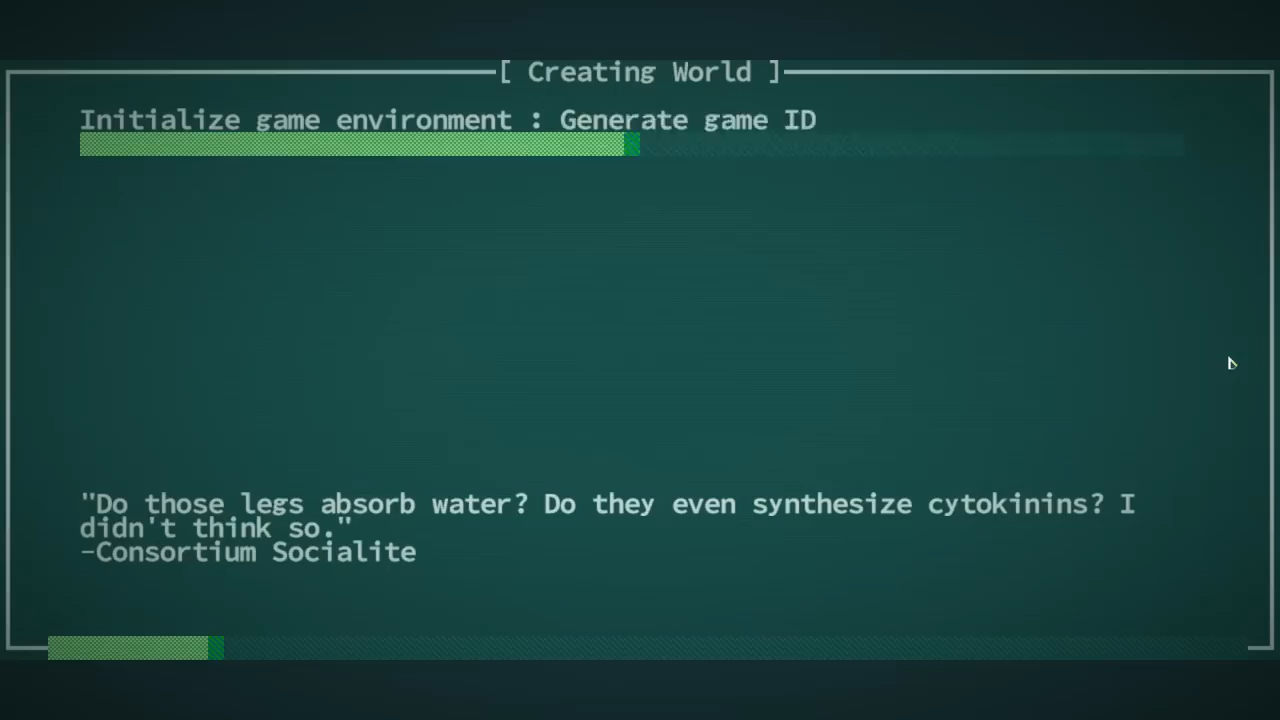 [ Creating World ]
Initialize game environment : Generate game ID
"Do those legs absorb water? Do they even synthesize cytokinins? I
didn't think so."
-Consortium Socialite